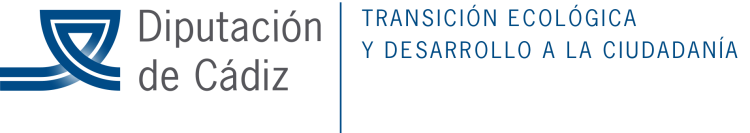 Diputación
de Cádiz
TRANSICIÓN ECOLÓGICA
Y DESARROLLO A LA CIUDADANÍA